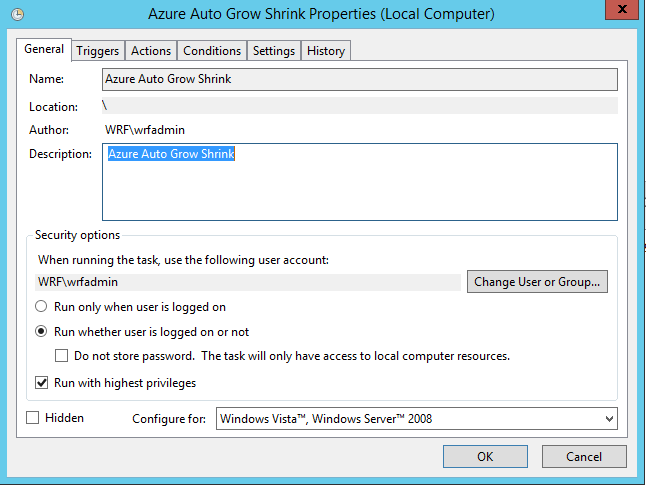 Azure Auto Grow Shrink Properties (Local Computer)
x
General Triggers Actions Conditions Settings History
Name: Azure Auto Grow Shrink
Location: \
Author: WRF\wrfadmin
Description: Azure Auto Grow Shrink
Security options
When running the task, use the following user account:
WRF\wrfadmin Change User or Group...
Run only when user is logged on
Run whether user is logged on or not
Do not store password. The task will only have access to local computer resources.
Run with highest privileges
Hidden Configure for: Windows Vista™, Windows Server™ 2008
OK Cancel